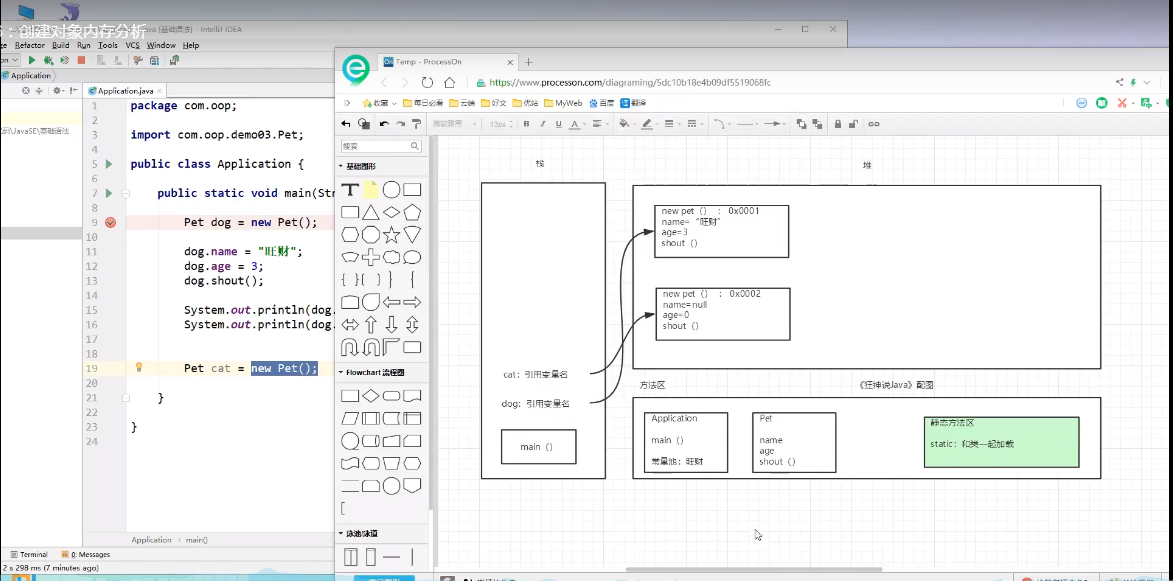 ：创建对象内存分析
[基础语法] - IntelliJ IDEA
Refactor Build Run Tools VCS Window Help
Application
\JavaSE\基础语法
Application.java
1 package com.oop;
2
3 import com.oop.demo03.Pet;
4
5 public class Application {
6
7 public static void main(Str
8
9 Pet dog = new Pet();
10
11 dog.name = "旺财";
12 dog.age = 3;
13 dog.shout();
14
15 System.out.println(dog.
16 System.out.println(dog.
17
18
19 Pet cat = new Pet();
20
21 }
22
23 }
24
Application › main()
Terminal 0: Messages
2 s 298 ms (7 minutes ago)
Temp - ProcessOn
https://www.processon.com/diagraming/5dc10b18e4b09df5519068fc
收藏 每日必看 云端 好文 优站 MyWeb 百度 翻译
13px B I U A
搜索
基础图形
Flowchart 流程图
泳池/泳道
栈
堆
new pet（） ： 0x0001
name=“旺财”
age=3
shout（）
new pet（） ： 0x0002
name=null
age=0
shout（）
cat：引用变量名
dog：引用变量名
main（）
方法区
《狂神说Java》配图
Application
main（）
常量池：旺财
Pet
name
age
shout（）
静态方法区
static：和类一起加载